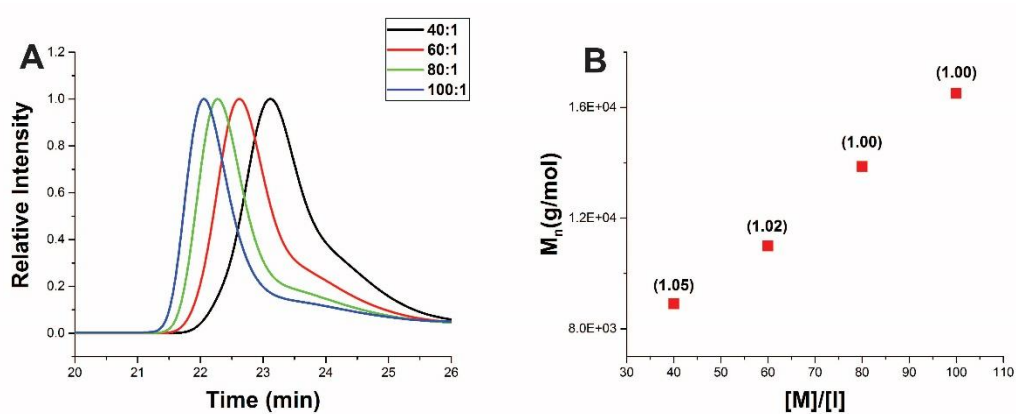 A
40:1
60:1
80:1
100:1
1.2
1.0
0.8
0.6
0.4
0.2
0.0
Relative Intensity
20 21 22 23 24 25 26
Time (min)
B
(1.00)
(1.00)
(1.02)
(1.05)
1.6E+04
1.2E+04
8.0E+03
Mn(g/mol)
30 40 50 60 70 80 90 100 110
[M]/[I]